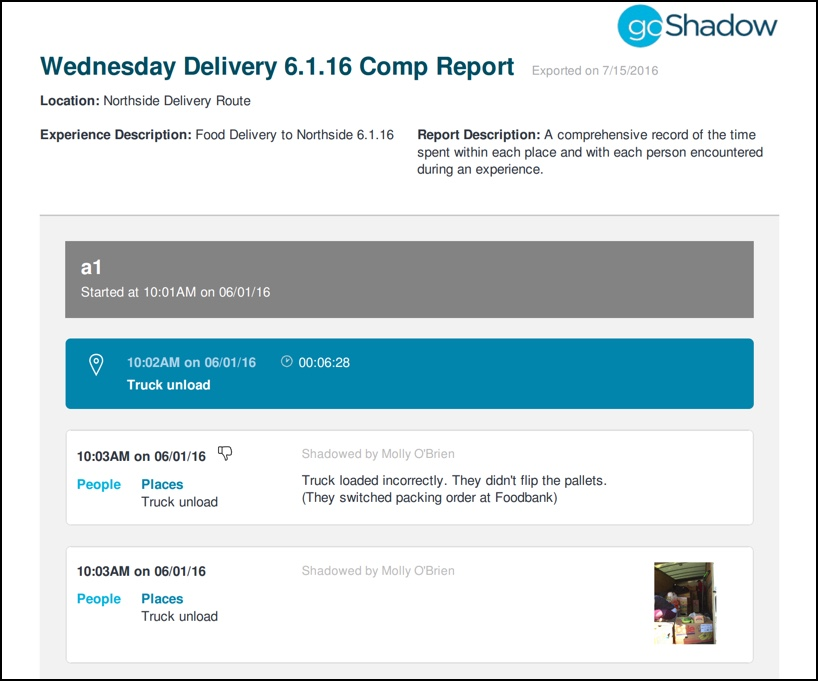 goShadow
Wednesday Delivery 6.1.16 Comp Report Exported on 7/15/2016
Location: Northside Delivery Route
Experience Description: Food Delivery to Northside 6.1.16
Report Description: A comprehensive record of the time
spent within each place and with each person encountered
during an experience.
a1
Started at 10:01AM on 06/01/16
10:02AM on 06/01/16 00:06:28
Truck unload
10:03AM on 06/01/16
People Places
Truck unload
Shadowed by Molly O'Brien
Truck loaded incorrectly. They didn't flip the pallets.
(They switched packing order at Foodbank)
10:03AM on 06/01/16
People Places
Truck unload
Shadowed by Molly O'Brien